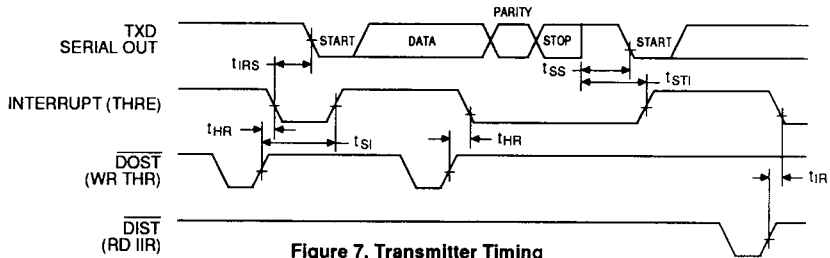 TXD
SERIAL OUT
START
DATA
PARITY
STOP
START
tIRS
tSS
tSTI
INTERRUPT (THRE)
tHR
tSI
tHR
DOST
(WR THR)
tIR
DIST
(RD IIR)
Figure 7. Transmitter Timing